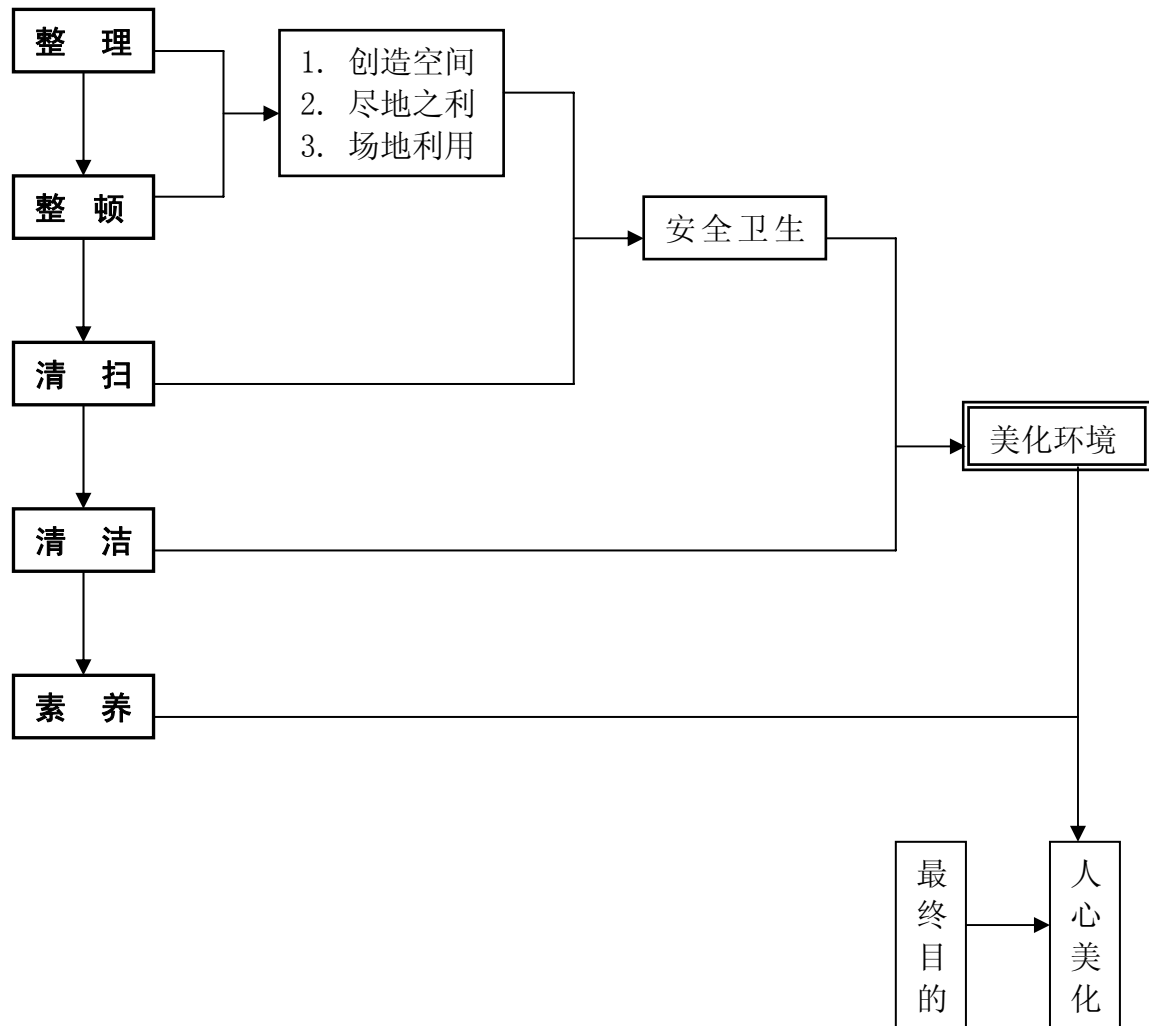 整 理
1. 创造空间
2. 尽地之利
3. 场地利用
整 顿
安全卫生
清 扫
美化环境
清 洁
素 养
最终目的
人心美化